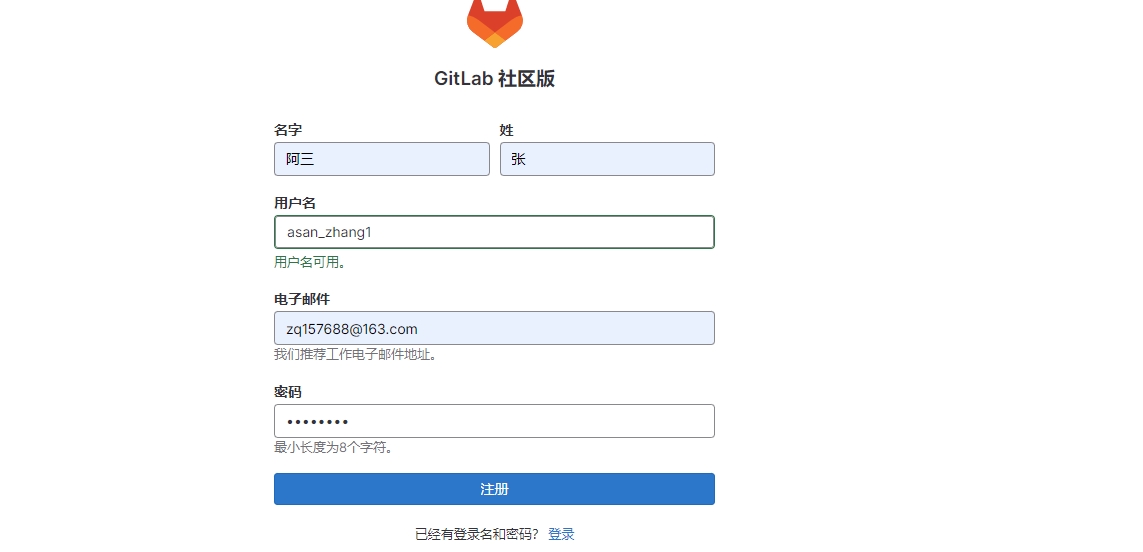 GitLab 社区版
名字 姓
阿三 张
用户名
asan_zhang1
用户名可用。
电子邮件
zq157688@163.com
我们推荐工作电子邮件地址。
密码
••••••••
最小长度为8个字符。
注册
已经有登录名和密码? 登录